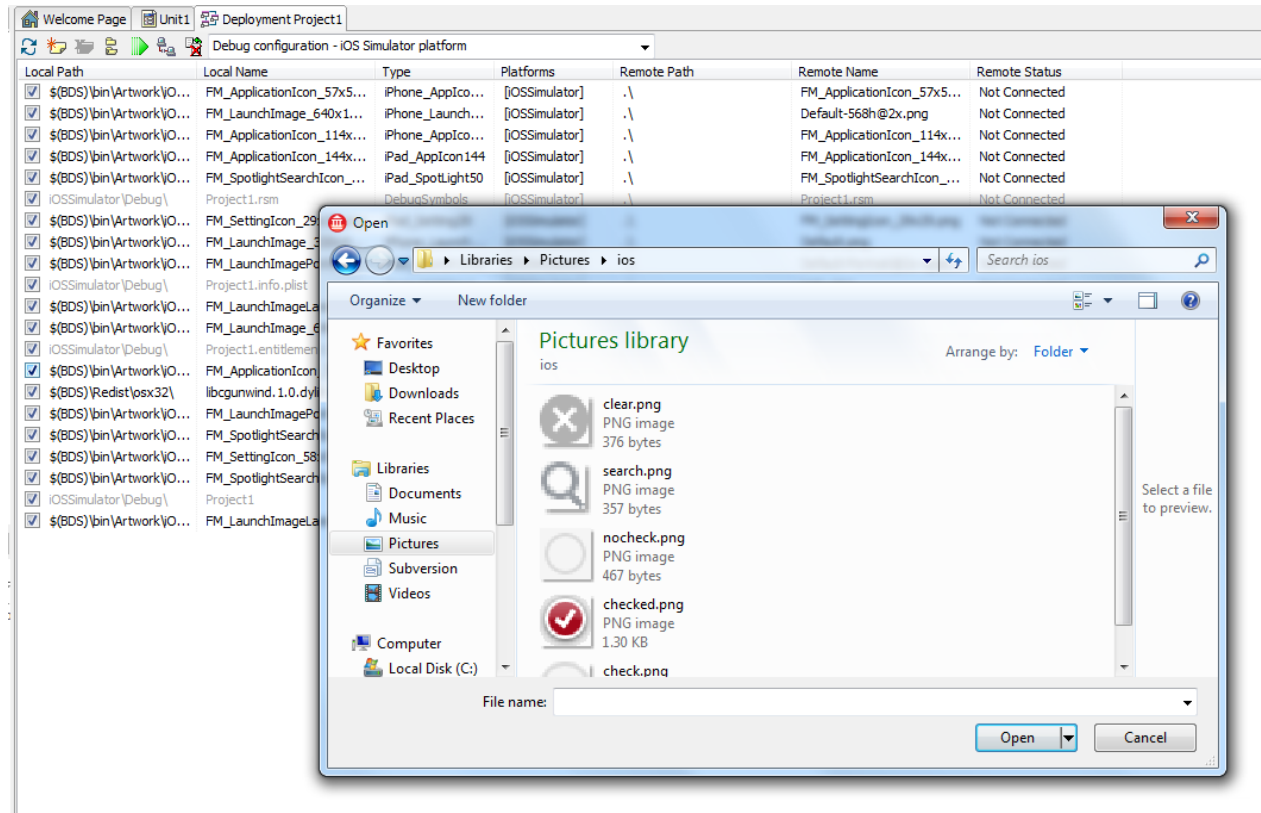 Welcome Page Unit1 Deployment Project1
Debug configuration - iOS Simulator platform
Local Path Local Name Type Platforms Remote Path Remote Name Remote Status
$(BDS)\bin\Artwork\iO... FM_ApplicationIcon_57x5... iPhone_AppIco... [iOSSimulator] .\ FM_ApplicationIcon_57x5... Not Connected
$(BDS)\bin\Artwork\iO... FM_LaunchImage_640x1... iPhone_Launch... [iOSSimulator] .\ Default-568h@2x.png Not Connected
$(BDS)\bin\Artwork\iO... FM_ApplicationIcon_114x... iPhone_AppIco... [iOSSimulator] .\ FM_ApplicationIcon_114x... Not Connected
$(BDS)\bin\Artwork\iO... FM_ApplicationIcon_144x... iPad_AppIcon144 [iOSSimulator] .\ FM_ApplicationIcon_144x... Not Connected
$(BDS)\bin\Artwork\iO... FM_SpotlightSearchIcon_... iPad_SpotLight50 [iOSSimulator] .\ FM_SpotlightSearchIcon_... Not Connected
iOSSimulator\Debug\ Project1.rsm DebugSymbols [iOSSimulator] .\ Project1.rsm Not Connected
$(BDS)\bin\Artwork\iO... FM_SettingIcon_29
$(BDS)\bin\Artwork\iO... FM_LaunchImage_3
$(BDS)\bin\Artwork\iO... FM_LaunchImagePo
iOSSimulator\Debug\ Project1.info.plist
$(BDS)\bin\Artwork\iO... FM_LaunchImageLa
$(BDS)\bin\Artwork\iO... FM_LaunchImage_6
iOSSimulator\Debug\ Project1.entitlemen
$(BDS)\bin\Artwork\iO... FM_ApplicationIcon_
$(BDS)\Redist\osx32\ libcgunwind.1.0.dyli
$(BDS)\bin\Artwork\iO... FM_LaunchImagePo
$(BDS)\bin\Artwork\iO... FM_SpotlightSearch
$(BDS)\bin\Artwork\iO... FM_SettingIcon_58
$(BDS)\bin\Artwork\iO... FM_SpotlightSearch
iOSSimulator\Debug\ Project1
$(BDS)\bin\Artwork\iO... FM_LaunchImageLa
Open
Libraries Pictures ios Search ios
Organize New folder
Favorites
Desktop
Downloads
Recent Places
Libraries
Documents
Music
Pictures
Subversion
Videos
Computer
Local Disk (C:)
Pictures library
ios
Arrange by: Folder
clear.png
PNG image
376 bytes
search.png
PNG image
357 bytes
nocheck.png
PNG image
467 bytes
checked.png
PNG image
1.30 KB
check.png
Select a file
to preview.
File name:
Open Cancel